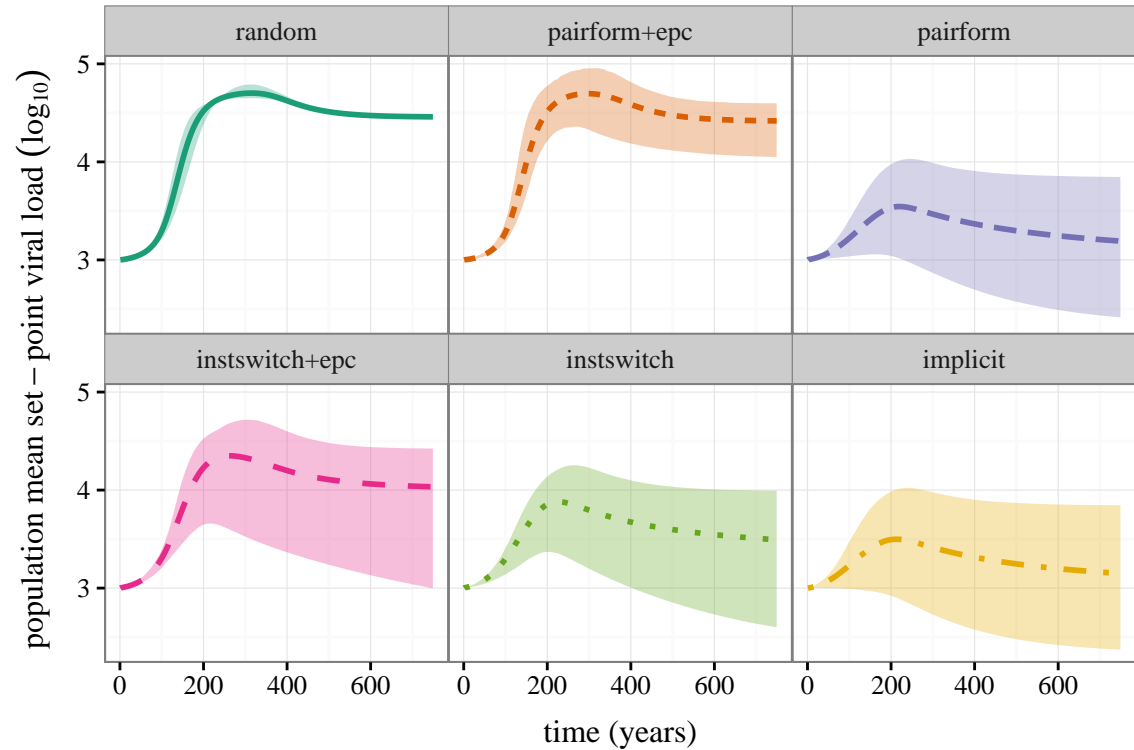 random pairform+epc pairform
5
4
3
instswitch+epc instswitch implicit
5
4
3
0 200 400 600 0 200 400 600 0 200 400 600
time (years)
population mean set − point viral load (log10)